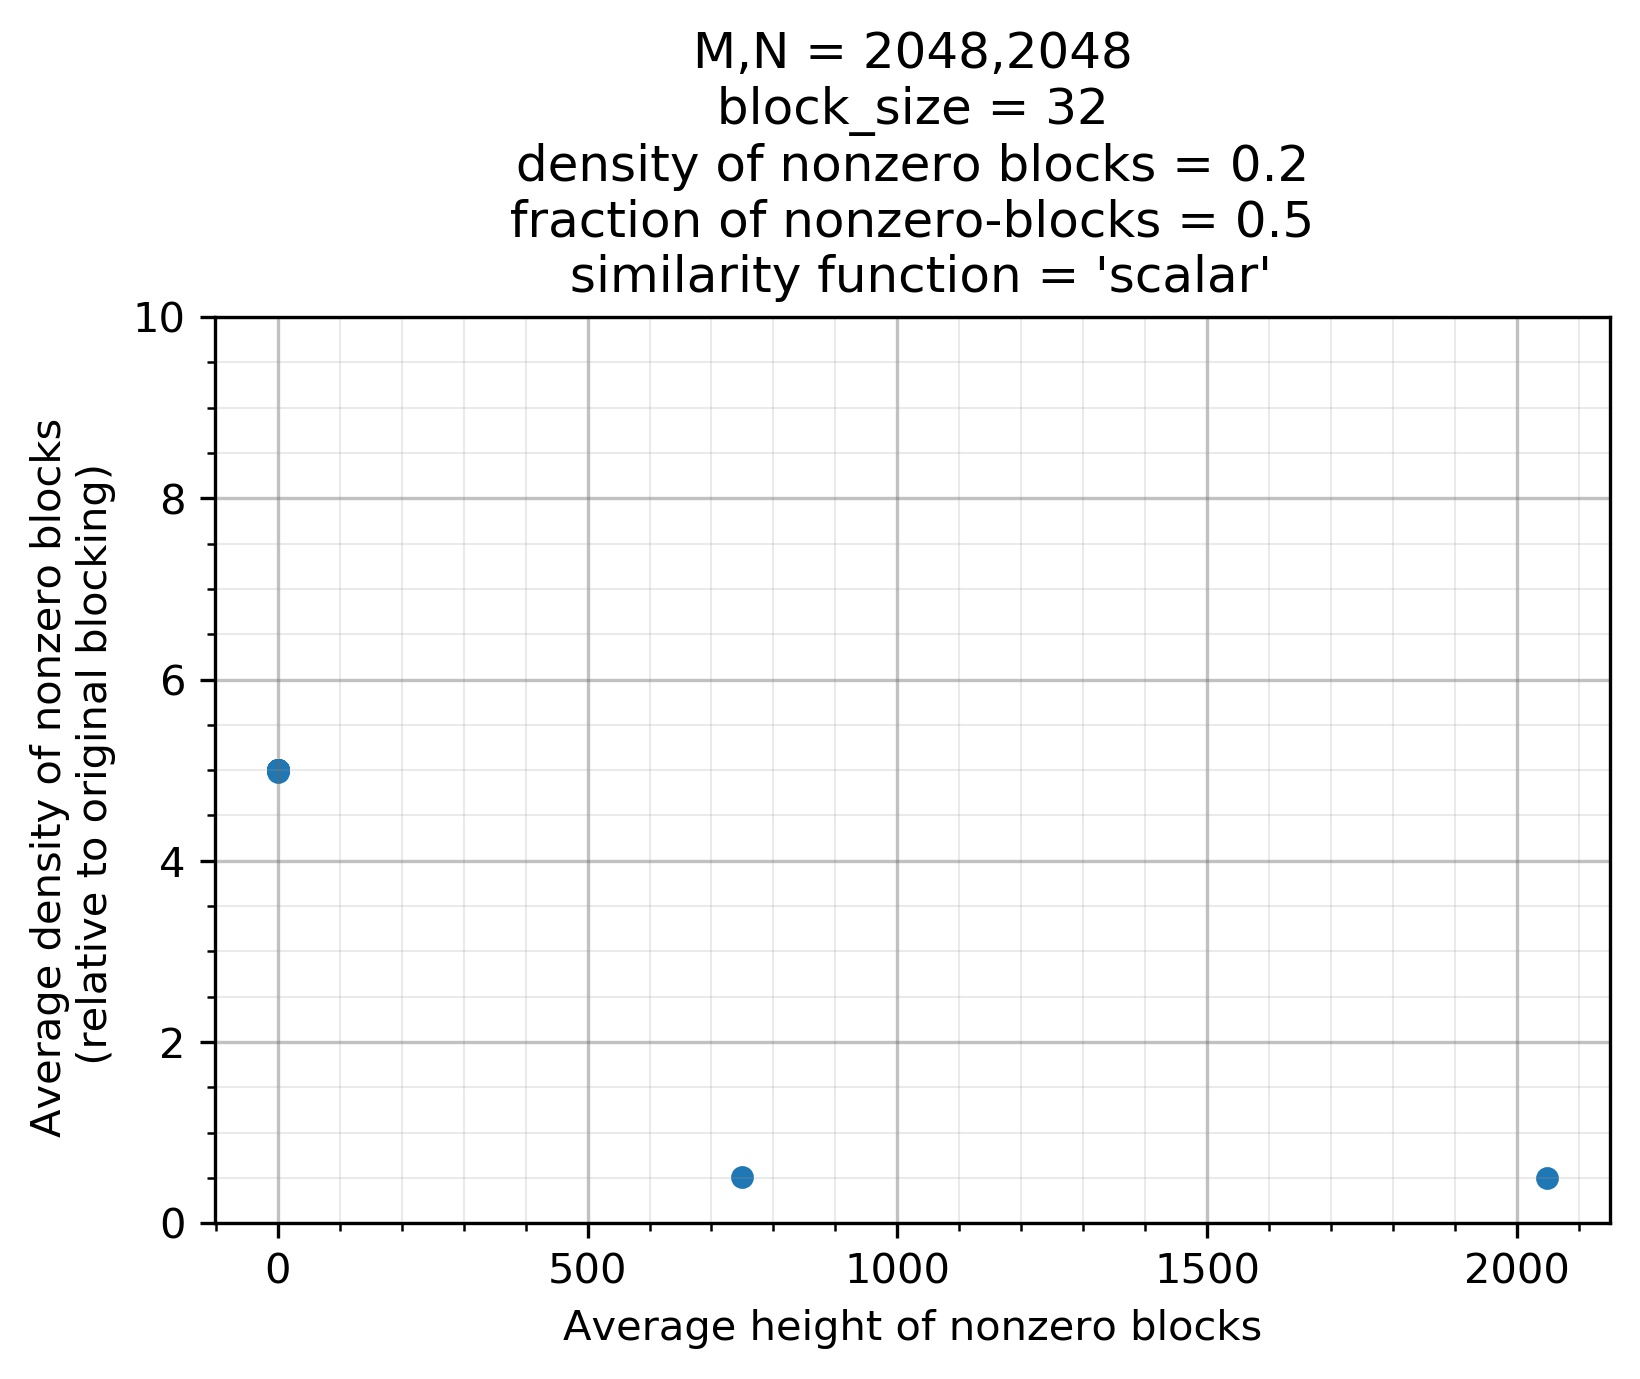 M,N = 2048,2048
block_size = 32
density of nonzero blocks = 0.2
fraction of nonzero-blocks = 0.5
similarity function = 'scalar'
10
8
6
4
2
0
Average density of nonzero blocks
(relative to original blocking)
0 500 1000 1500 2000
Average height of nonzero blocks